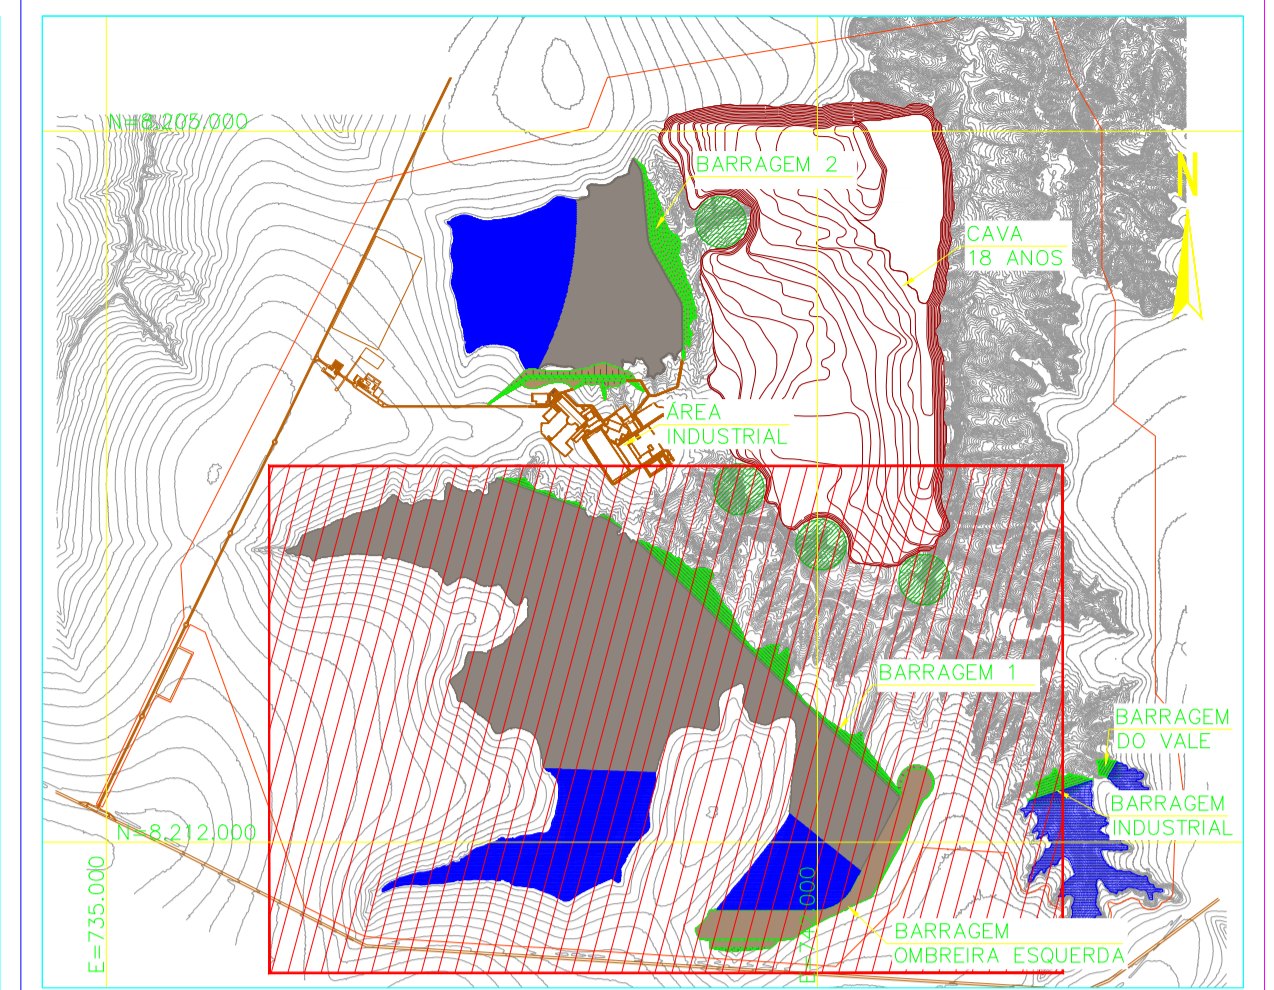 N=8.205.000
BARRAGEM 2
N
CAVA
18 ANOS
ÁREA
INDUSTRIAL
BARRAGEM 1
BARRAGEM
DO VALE
BARRAGEM
INDUSTRIAL
N=8.212.000
E=735.000
BARRAGEM
OMBREIRA ESQUERDA